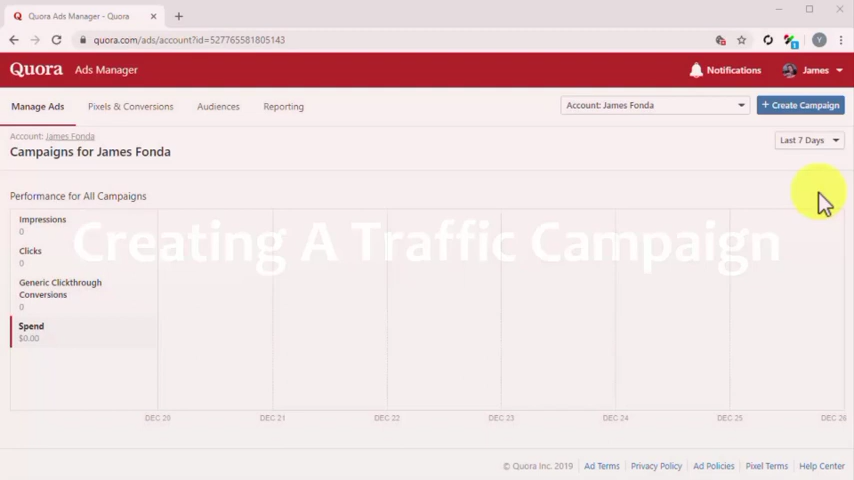 Quora Ads Manager - Quora
quora.com/ads/account?id=527765581805143
Y
Quora Ads Manager
Notifications James
Manage Ads Pixels & Conversions Audiences Reporting
Account: James Fonda
+ Create Campaign
Account: James Fonda
Campaigns for James Fonda
Last 7 Days
Performance for All Campaigns
Impressions
0
Clicks
0
Generic Clickthrough
Conversions
0
Spend
$0.00
Creating A Traffic Campaign
DEC 20 DEC 21 DEC 22 DEC 23 DEC 24 DEC 25 DEC 26
© Quora Inc. 2019 Ad Terms Privacy Policy Ad Policies Pixel Terms Help Center